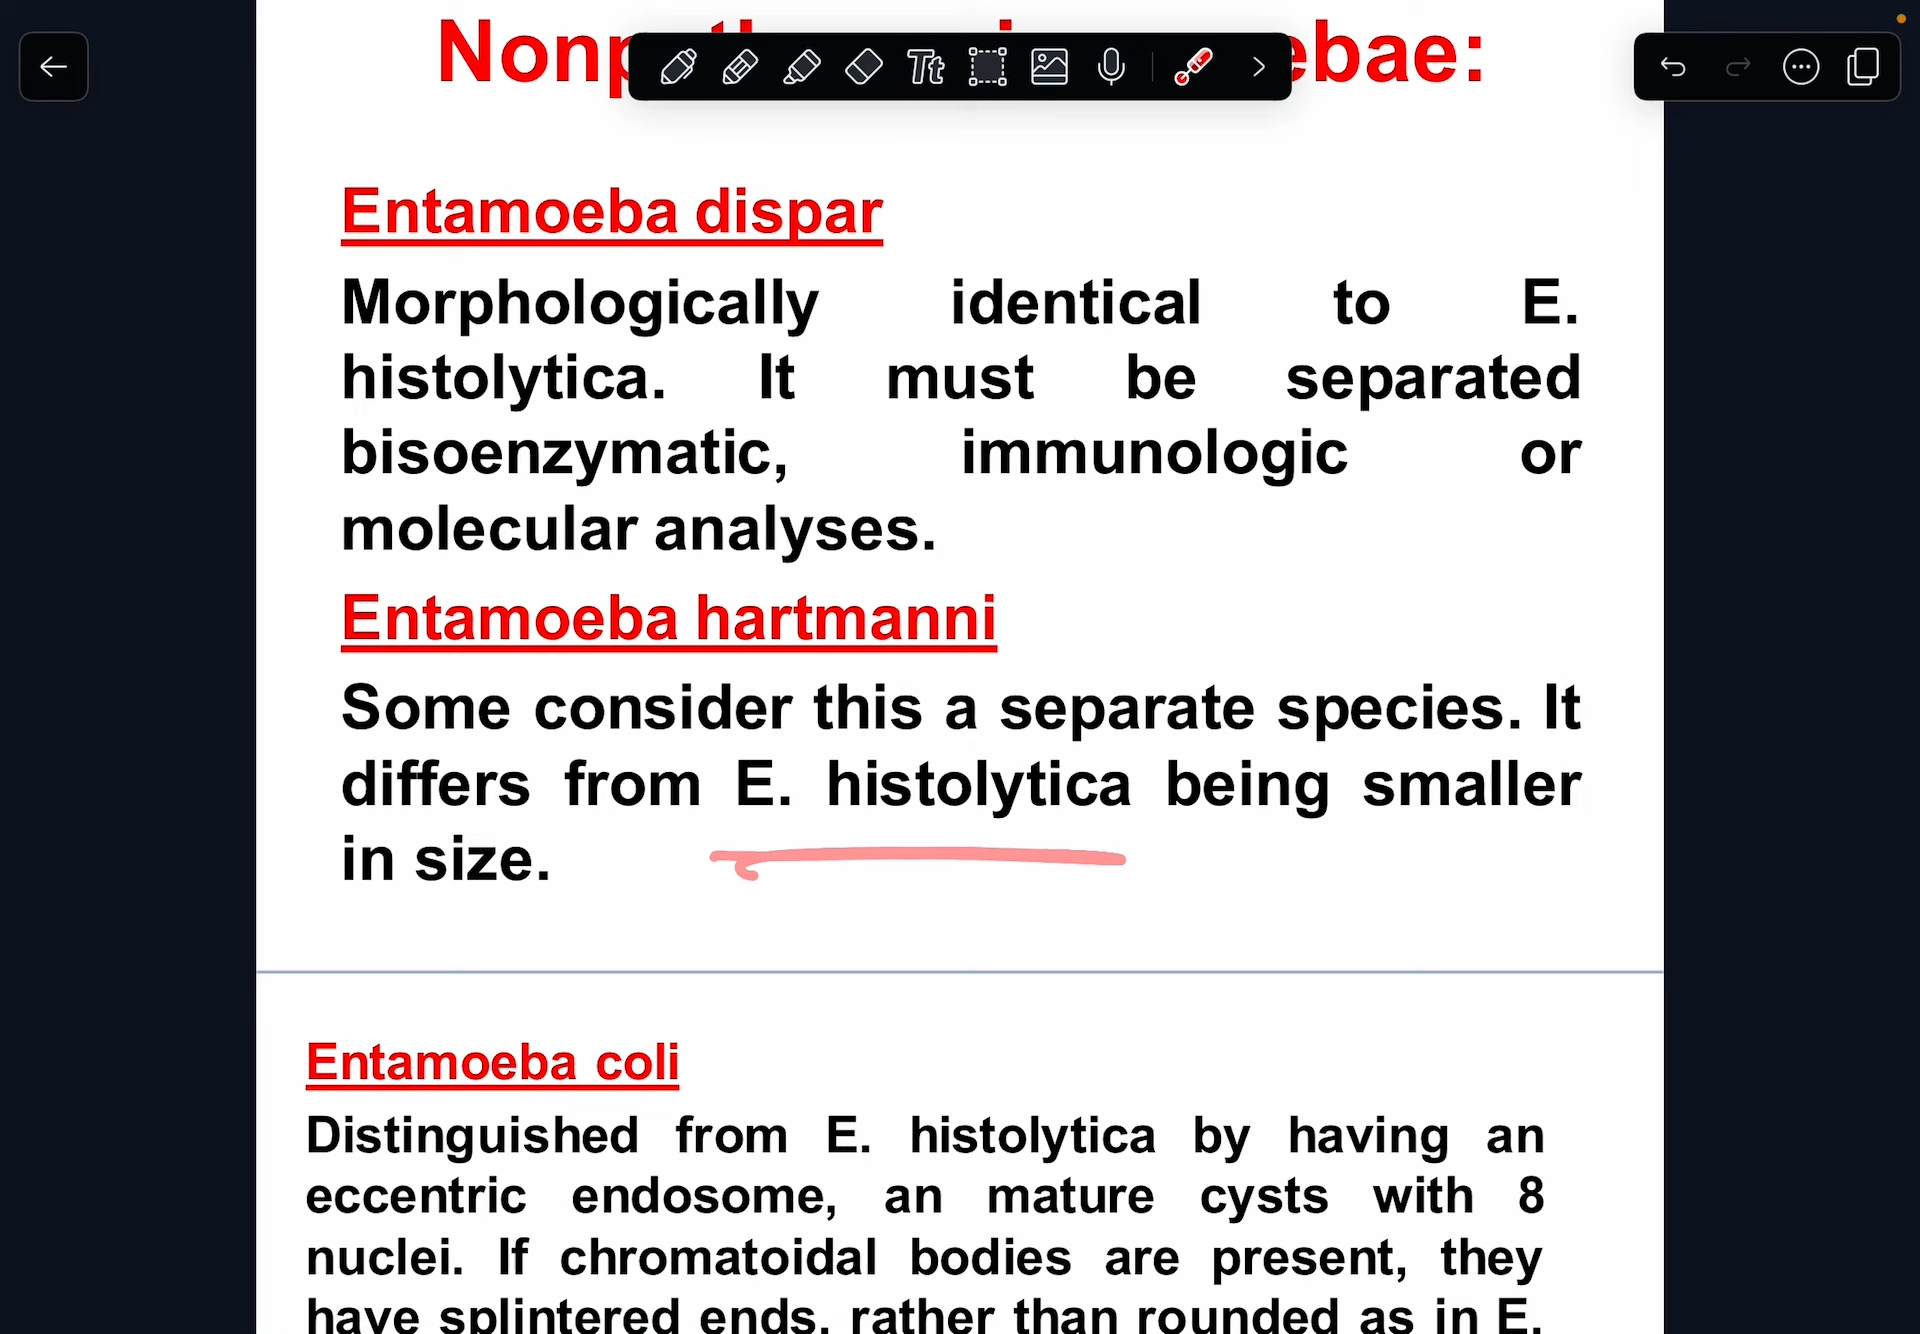 ebae:
Tt
Entamoeba dispar
Morphologically identical to E.
histolytica. It must be separated
bisoenzymatic, immunologic or
molecular analyses.
Entamoeba hartmanni
Some consider this a separate species. It
differs from E. histolytica being smaller
in size.
Entamoeba coli
Distinguished from E. histolytica by having an
eccentric endosome, an mature cysts with 8
nuclei. If chromatoidal bodies are present, they
have splintered ends, rather than rounded as in E.